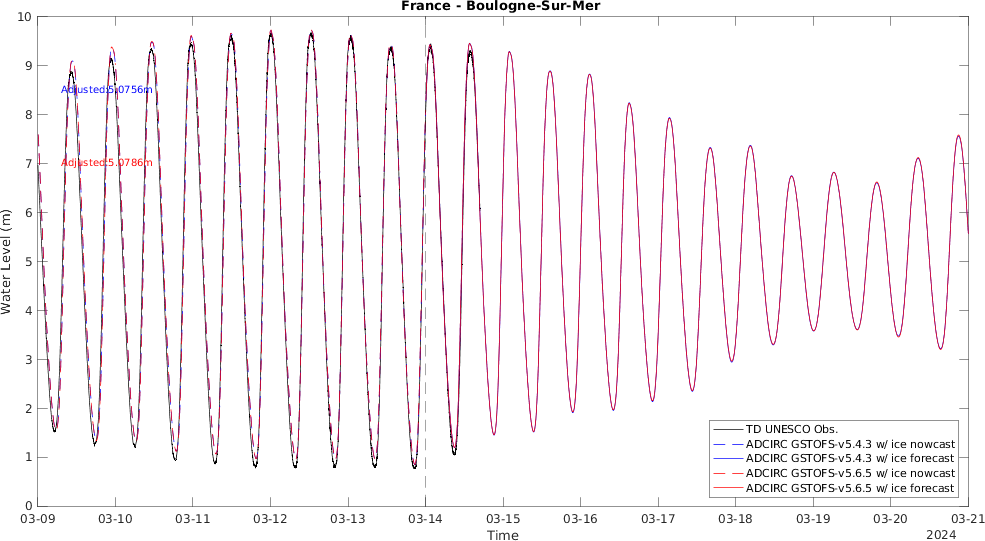 France - Boulogne-Sur-Mer
10
9
8
7
6
5
4
3
2
1
0
Water Level (m)
Adjusted:5.0756m
Adjusted:5.0786m
TD UNESCO Obs.
ADCIRC GSTOFS-v5.4.3 w/ ice nowcast
ADCIRC GSTOFS-v5.4.3 w/ ice forecast
ADCIRC GSTOFS-v5.6.5 w/ ice nowcast
ADCIRC GSTOFS-v5.6.5 w/ ice forecast
03-09 03-10 03-11 03-12 03-13 03-14 03-15 03-16 03-17 03-18 03-19 03-20 03-21
Time
2024